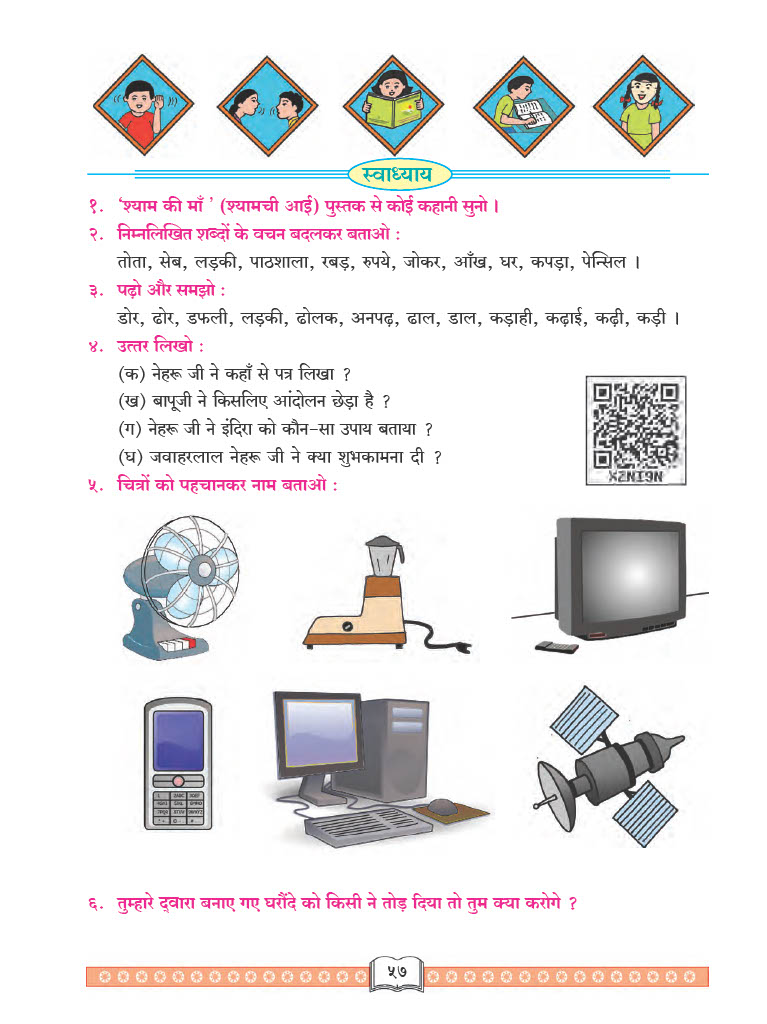 स्वाध्याय
१. ‘श्याम की माँ ’ (श्यामची आई) पुस्तक से कोई कहानी सुनो ।
२. निम्नलिखित शब्दों के वचन बदलकर बताओ :
तोता, सेब, लड़की, पाठशाला, रबड़, रुपये, जोकर, आँख, घर, कपड़ा, पेन्सिल ।
३. पढ़ो और समझो :
डोर, ढोर, डफली, लड़की, ढोलक, अनपढ़, ढाल, डाल, कड़ाही, कढ़ाई, कढ़ी, कड़ी ।
४. उत्तर लिखो :
(क) नेहरू जी ने कहाँ से पत्र लिखा ?
(ख) बापूजी ने किसलिए आंदोलन छेड़ा है ?
(ग) नेहरू जी ने इंदिरा को कौन-सा उपाय बताया ?
(घ) जवाहरलाल नेहरू जी ने क्या शुभकामना दी ?
X2NI9N
५. चित्रों को पहचानकर नाम बताओ :
६. तुम्हारे द्वारा बनाए गए घरौंदे को किसी ने तोड़ दिया तो तुम क्या करोगे ?
५७